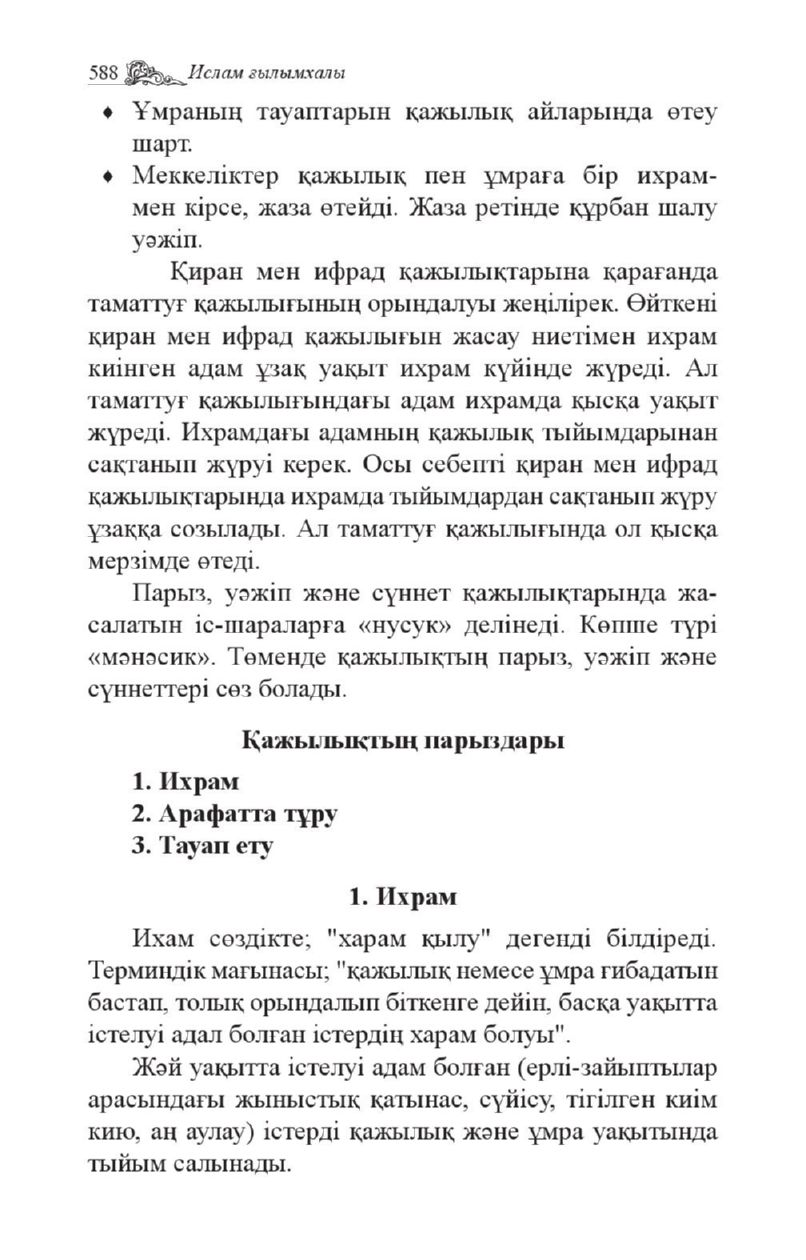 588 Ислам ғылымхалы
♦ Ұмраның тауаптарын қажылық айларында өтеу
шарт.
♦ Меккеліктер қажылық пен ұмраға бір ихрам-
мен кірсе, жаза өтейді. Жаза ретінде құрбан шалу
уәжіп.
Қиран мен ифрад қажылықтарына қарағанда
таматтуғ қажылығының орындалуы жеңілірек. Өйткені
қиран мен ифрад қажылығын жасау ниетімен ихрам
киінген адам ұзақ уақыт ихрам күйінде жүреді. Ал
таматтуғ қажылығындағы адам ихрамда қысқа уақыт
жүреді. Ихрамдағы адамның қажылық тыйымдарынан
сақтанып жүруі керек. Осы себепті қиран мен ифрад
қажылықтарында ихрамда тыйымдардан сақтанып жүру
ұзаққа созылады. Ал таматтуғ қажылығында ол қысқа
мерзімде өтеді.
Парыз, уәжіп және сүннет қажылықтарында жа-
салатын іс-шараларға «нусук» делінеді. Көпше түрі
«мәнәсик». Төменде қажылықтың парыз, уәжіп және
сүннеттері сөз болады.
Қажылықтың парыздары
1. Ихрам
2. Арафатта тұру
3. Тауап ету
1. Ихрам
Ихам сөздікте; "харам қылу" дегенді білдіреді.
Терминдік мағынасы; "қажылық немесе ұмра ғибадатын
бастап, толық орындалып біткенге дейін, басқа уақытта
істелуі адал болған істердің харам болуы".
Жәй уақытта істелуі адам болған (ерлі-зайыптылар
арасындағы жыныстық қатынас, сүйісу, тігілген киім
кию, аң аулау) істерді қажылық және ұмра уақытында
тыйым салынады.